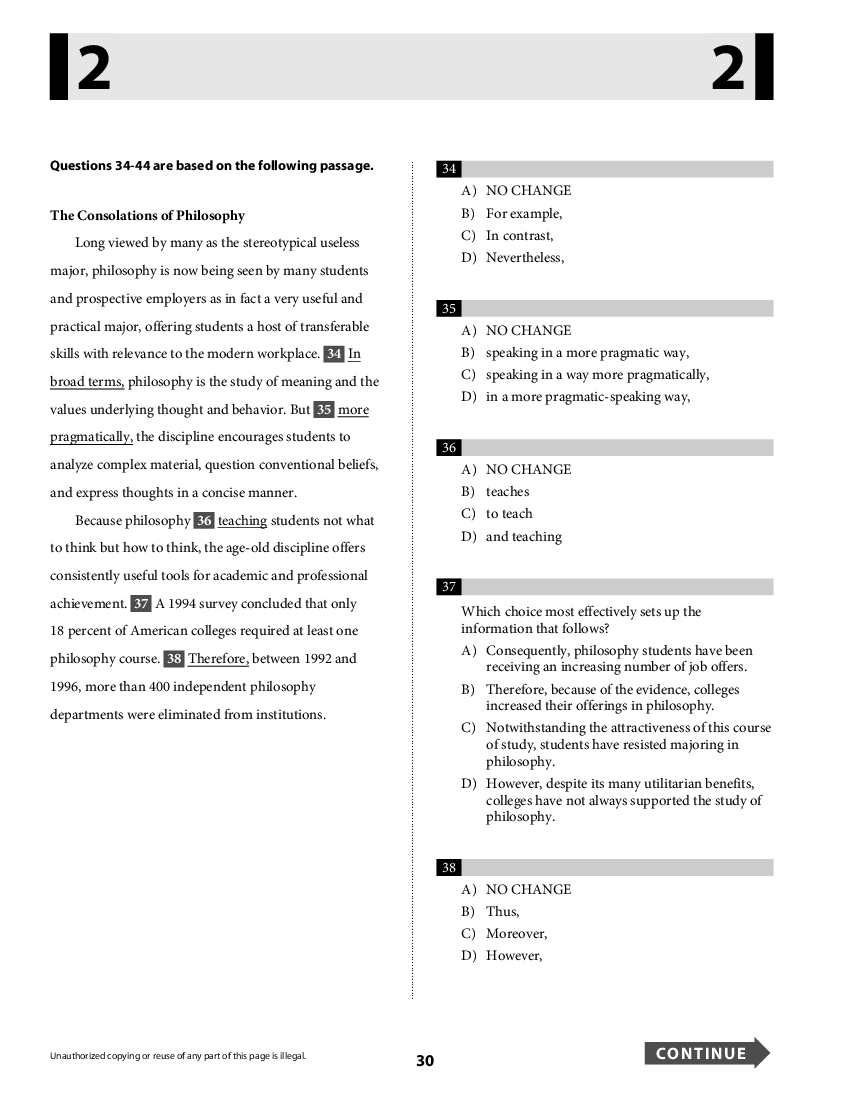 2
2
Questions 34-44 are based on the following passage.
The Consolations of Philosophy
Long viewed by many as the stereotypical useless
major, philosophy is now being seen by many students
and prospective employers as in fact a very useful and
practical major, offering students a host of transferable
skills with relevance to the modern workplace. 34 In
broad terms, philosophy is the study of meaning and the
values underlying thought and behavior. But 35 more
pragmatically, the discipline encourages students to
analyze complex material, question conventional beliefs,
and express thoughts in a concise manner.
Because philosophy 36 teaching students not what
to think but how to think, the age-old discipline offers
consistently useful tools for academic and professional
achievement. 37 A 1994 survey concluded that only
18 percent of American colleges required at least one
philosophy course. 38 Therefore, between 1992 and
1996, more than 400 independent philosophy
departments were eliminated from institutions.
34
A) NO CHANGE
B) For example,
C) In contrast,
D) Nevertheless,
35
A) NO CHANGE
B) speaking in a more pragmatic way,
C) speaking in a way more pragmatically,
D) in a more pragmatic-speaking way,
36
A) NO CHANGE
B) teaches
C) to teach
D) and teaching
37
Which choice most effectively sets up the
information that follows?
A) Consequently, philosophy students have been
receiving an increasing number of job offers.
B) Therefore, because of the evidence, colleges
increased their offerings in philosophy.
C) Notwithstanding the attractiveness of this course
of study, students have resisted majoring in
philosophy.
D) However, despite its many utilitarian benefits,
colleges have not always supported the study of
philosophy.
38
A) NO CHANGE
B) Thus,
C) Moreover,
D) However,
Unauthorized copying or reuse of any part of this page is illegal.
30
CONTINUE